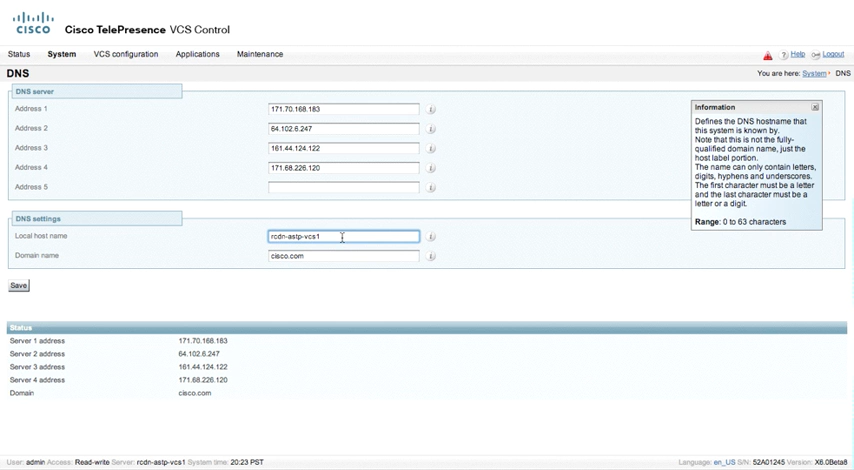 CISCO
Cisco TelePresence VCS Control
Status System VCS configuration Applications Maintenance Help Logout
DNS You are here: System DNS
DNS server
Address 1 171.70.168.183
Address 2 64.102.6.247
Address 3 161.44.124.122
Address 4 171.68.226.120
Address 5
Information
Defines the DNS hostname that
this system is known by.
Note that this is not the fully-
qualified domain name, just the
host label portion.
The name can only contain letters,
digits, hyphens and underscores.
The first character must be a letter
and the last character must be a
letter or a digit.
Range: 0 to 63 characters
DNS settings
Local host name rcdn-astp-vcs1
Domain name cisco.com
Save
Status
Server 1 address 171.70.168.183
Server 2 address 64.102.6.247
Server 3 address 161.44.124.122
Server 4 address 171.68.226.120
Domain cisco.com
User: admin Access: Read-write Server: rcdn-astp-vcs1 System time: 20:23 PST Language: en_US S/N: 52A01245 Version: X6.0Beta8